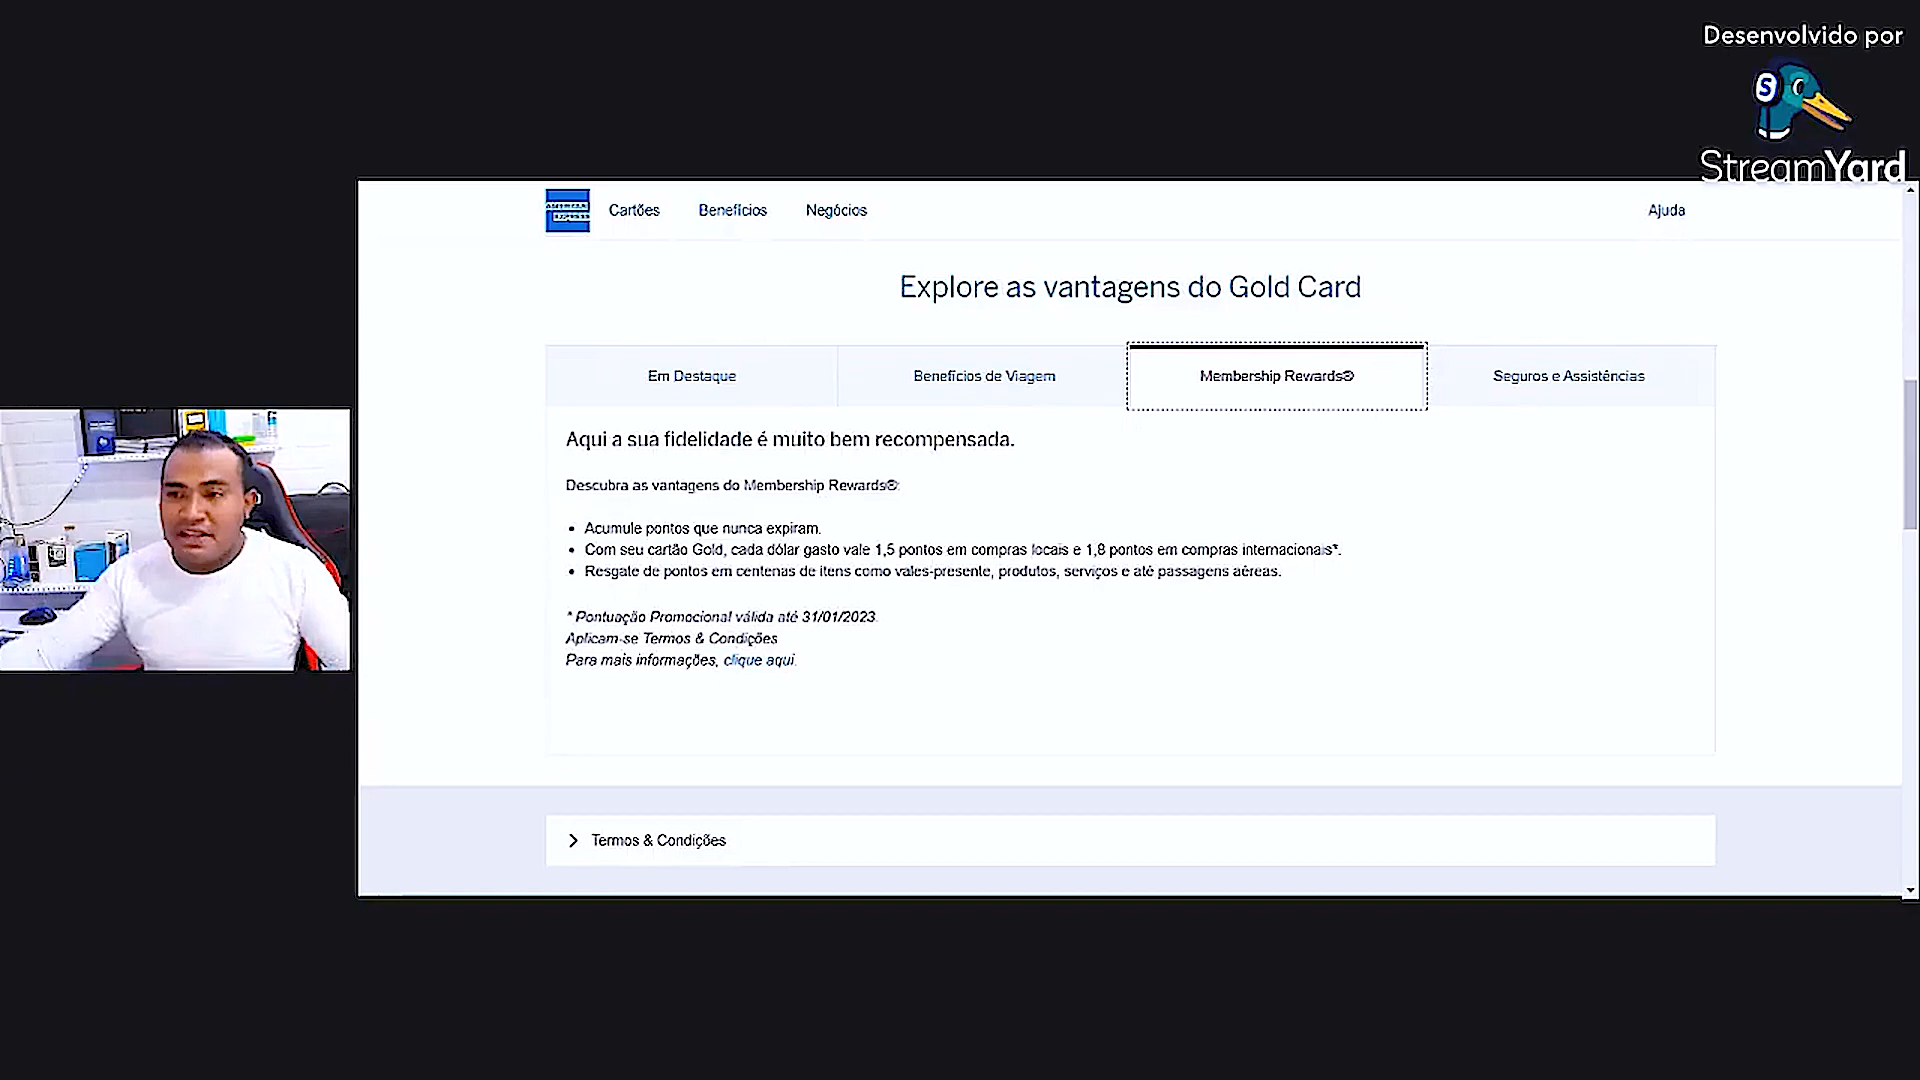 Desenvolvido por
StreamYard
AMERICAN EXPRESS
Cartões Benefícios Negócios Ajuda
Explore as vantagens do Gold Card
Em Destaque Benefícios de Viagem Membership Rewards® Seguros e Assistências
Aqui a sua fidelidade é muito bem recompensada.
Descubra as vantagens do Membership Rewards®:
• Acumule pontos que nunca expiram.
• Com seu cartão Gold, cada dólar gasto vale 1,5 pontos em compras locais e 1,8 pontos em compras internacionais*.
• Resgate de pontos em centenas de itens como vales-presente, produtos, serviços e até passagens aéreas.
* Pontuação Promocional válida até 31/01/2023.
Aplicam-se Termos & Condições
Para mais informações, clique aqui.
Termos & Condições